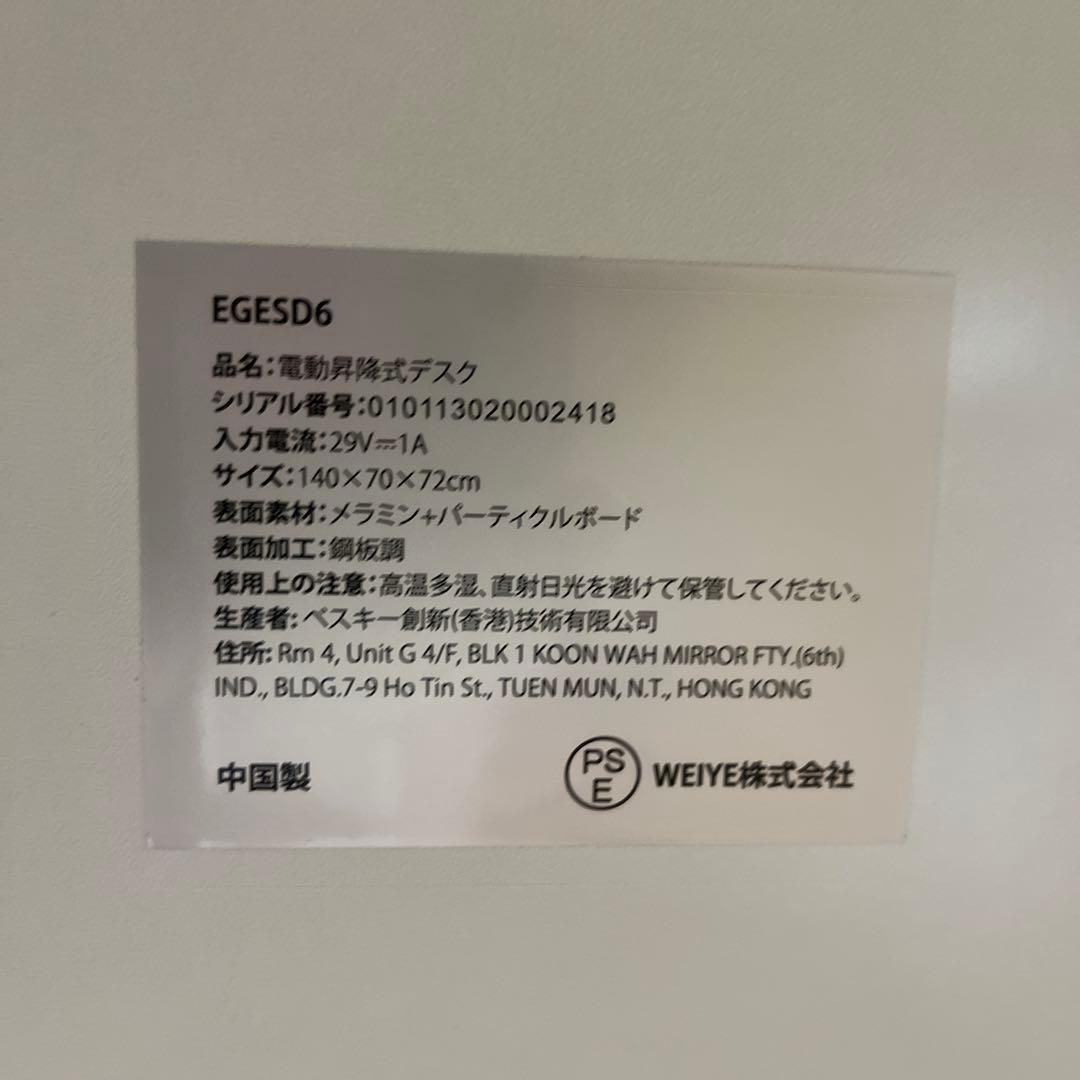 EGESD6
品名:電動昇降式デスク
シリアル番号:010113020002418
入力電流:29V⎓1A
サイズ:140×70×72cm
表面素材:メラミン+パーティクルボード
表面加工:鋼板調
使用上の注意:高温多湿、直射日光を避けて保管してください。
生産者:ベスキー創新(香港)技術有限公司
住所: Rm 4, Unit G 4/F, BLK 1 KOON WAH MIRROR FTY.(6th)
IND., BLDG.7-9 Ho Tin St., TUEN MUN, N.T., HONG KONG
中国製
PSE WEIYE株式会社